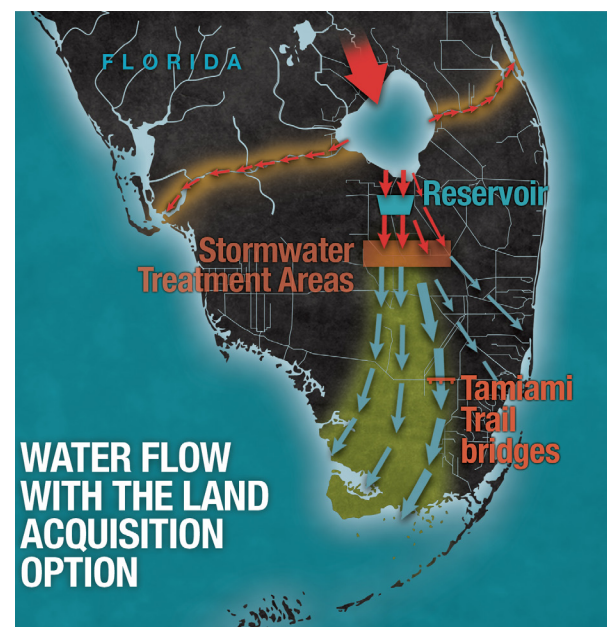 FLORIDA
Reservoir
Stormwater
Treatment Areas
Tamiami
Trail
bridges
WATER FLOW
WITH THE LAND
ACQUISITION
OPTION